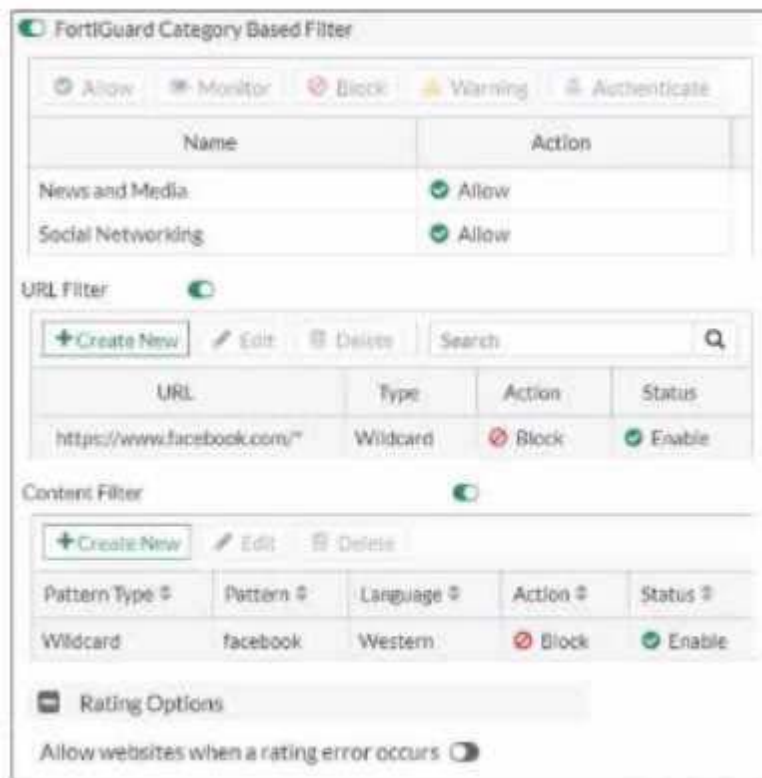 FortiGuard Category Based Filter
Allow Monitor Block Warning Authenticate
Name Action
News and Media Allow
Social Networking Allow
URL Filter
+Create New Edit Delete Search
URL Type Action Status
https://www.facebook.com/* Wildcard Block Enable
Content Filter
+Create New Edit Delete
Pattern Type Pattern Language Action Status
Wildcard facebook Western Block Enable
Rating Options
Allow websites when a rating error occurs